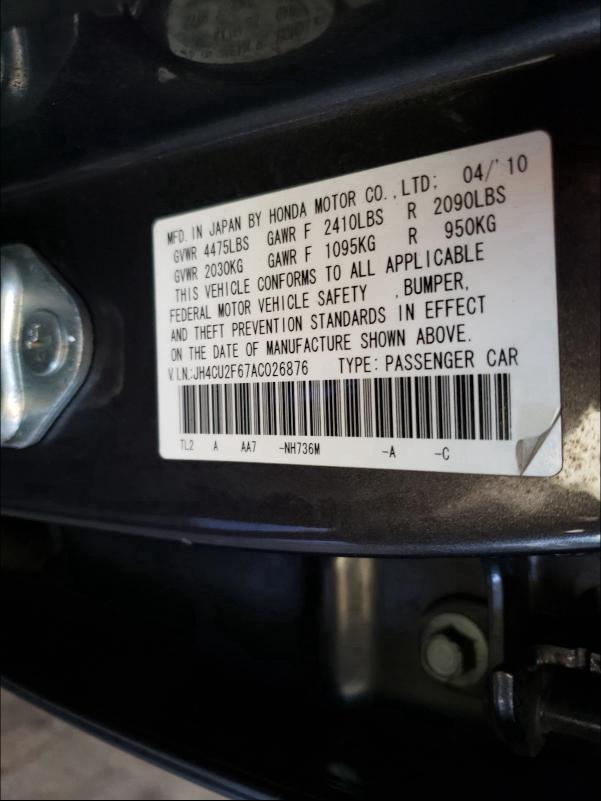 MFD. IN JAPAN BY HONDA MOTOR CO., LTD; 04/'10
GVWR 4475LBS GAWR F 2410LBS R 2090LBS
GVWR 2030KG GAWR F 1095KG R 950KG
THIS VEHICLE CONFORMS TO ALL APPLICABLE
FEDERAL MOTOR VEHICLE SAFETY ,BUMPER,
AND THEFT PREVENTION STANDARDS IN EFFECT
ON THE DATE OF MANUFACTURE SHOWN ABOVE.
V.I.N.:JH4CU2F67AC026876 TYPE: PASSENGER CAR
TL2 A AA7 -NH736M -A -C